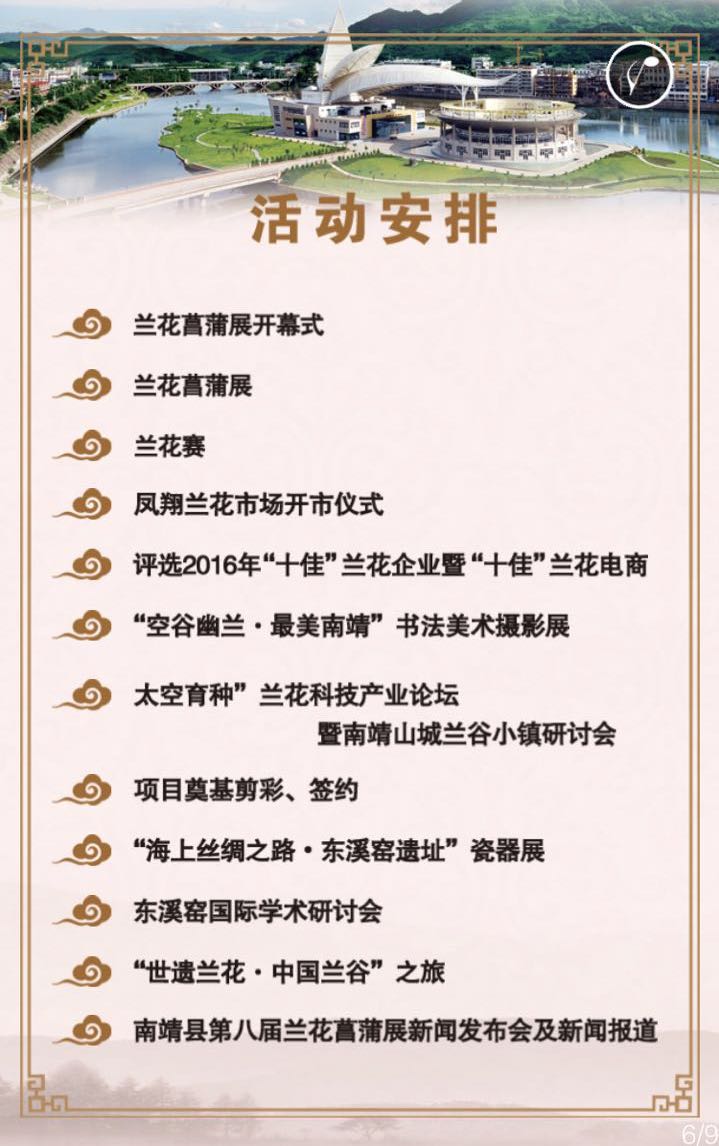 活动安排
兰花菖蒲展开幕式
兰花菖蒲展
兰花赛
凤翔兰花市场开市仪式
评选2016年“十佳”兰花企业暨“十佳”兰花电商
“空谷幽兰·最美南靖”书法美术摄影展
太空育种”兰花科技产业论坛
暨南靖山城兰谷小镇研讨会
项目奠基剪彩、签约
“海上丝绸之路·东溪窑遗址”瓷器展
东溪窑国际学术研讨会
“世遗兰花·中国兰谷”之旅
南靖县第八届兰花菖蒲展新闻发布会及新闻报道
6/9